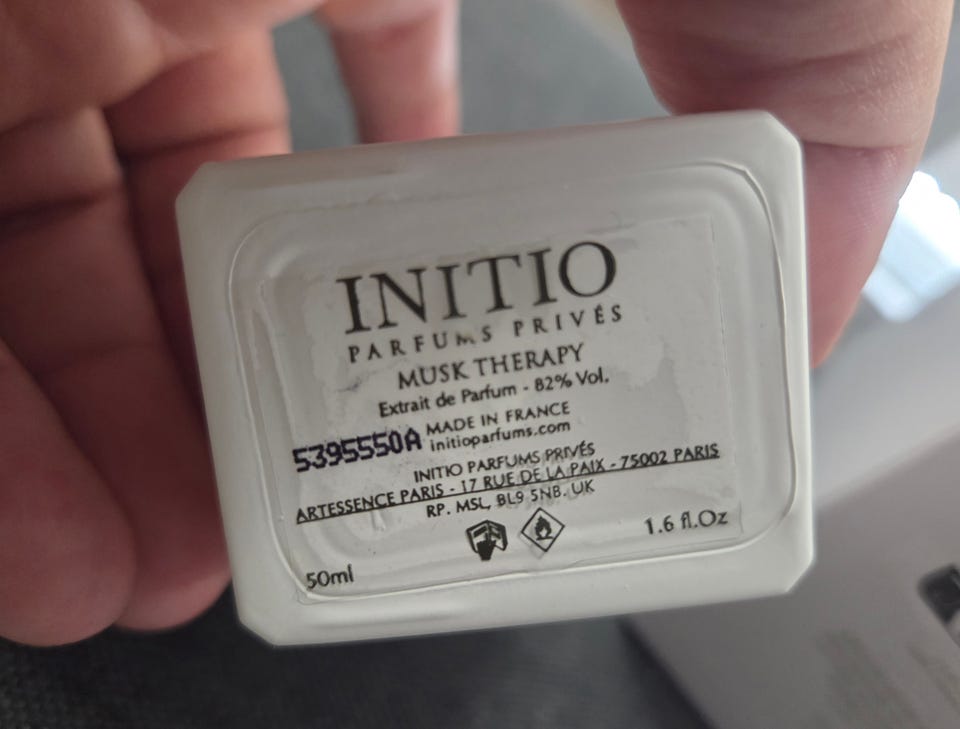 INITIO
PARFUMS PRIVÉS
MUSK THERAPY
Extrait de Parfum - 82% Vol.
5395550A
MADE IN FRANCE
initioparfums.com
INITIO PARFUMS PRIVÉS
ARTESSENCE PARIS - 17 RUE DE LA PAIX - 75002 PARIS
RP. MSL, BL9 5NB. UK
50ml
1.6 fl.Oz